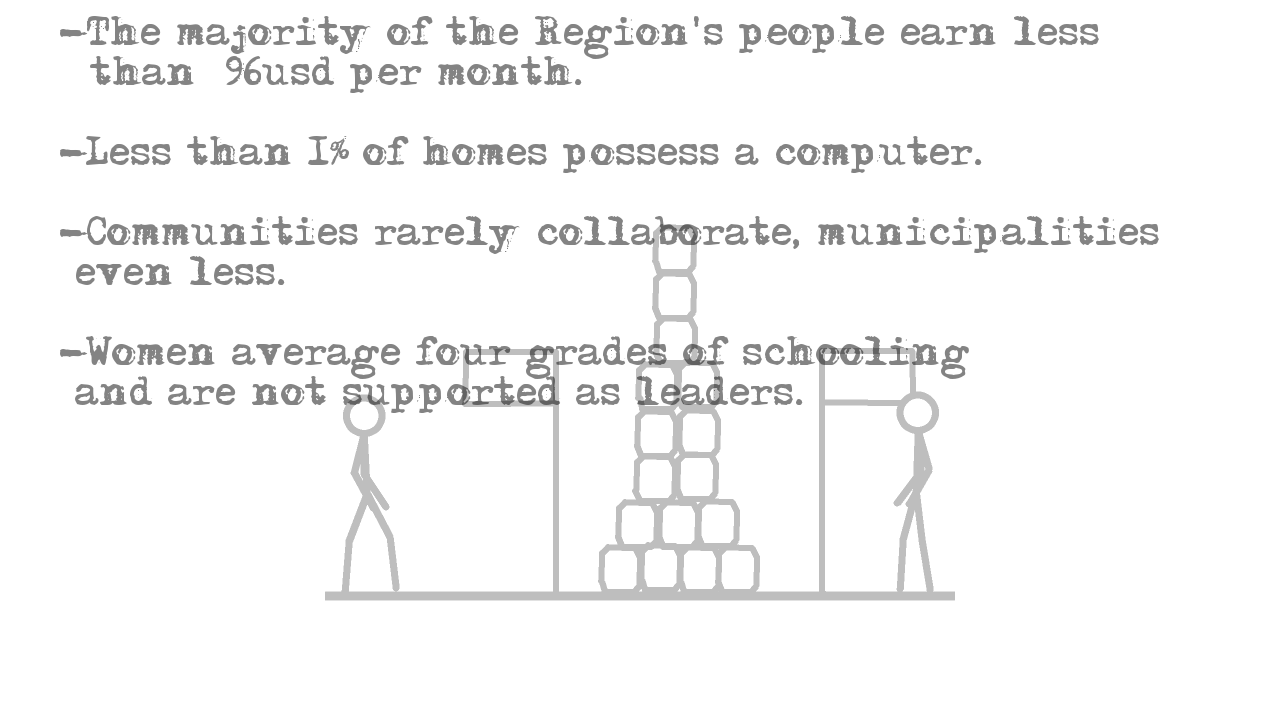 -The majority of the Region's people earn less
than 96usd per month.
-Less than 1% of homes possess a computer.
-Communities rarely collaborate, municipalities
even less.
-Women average four grades of schooling
and are not supported as leaders.